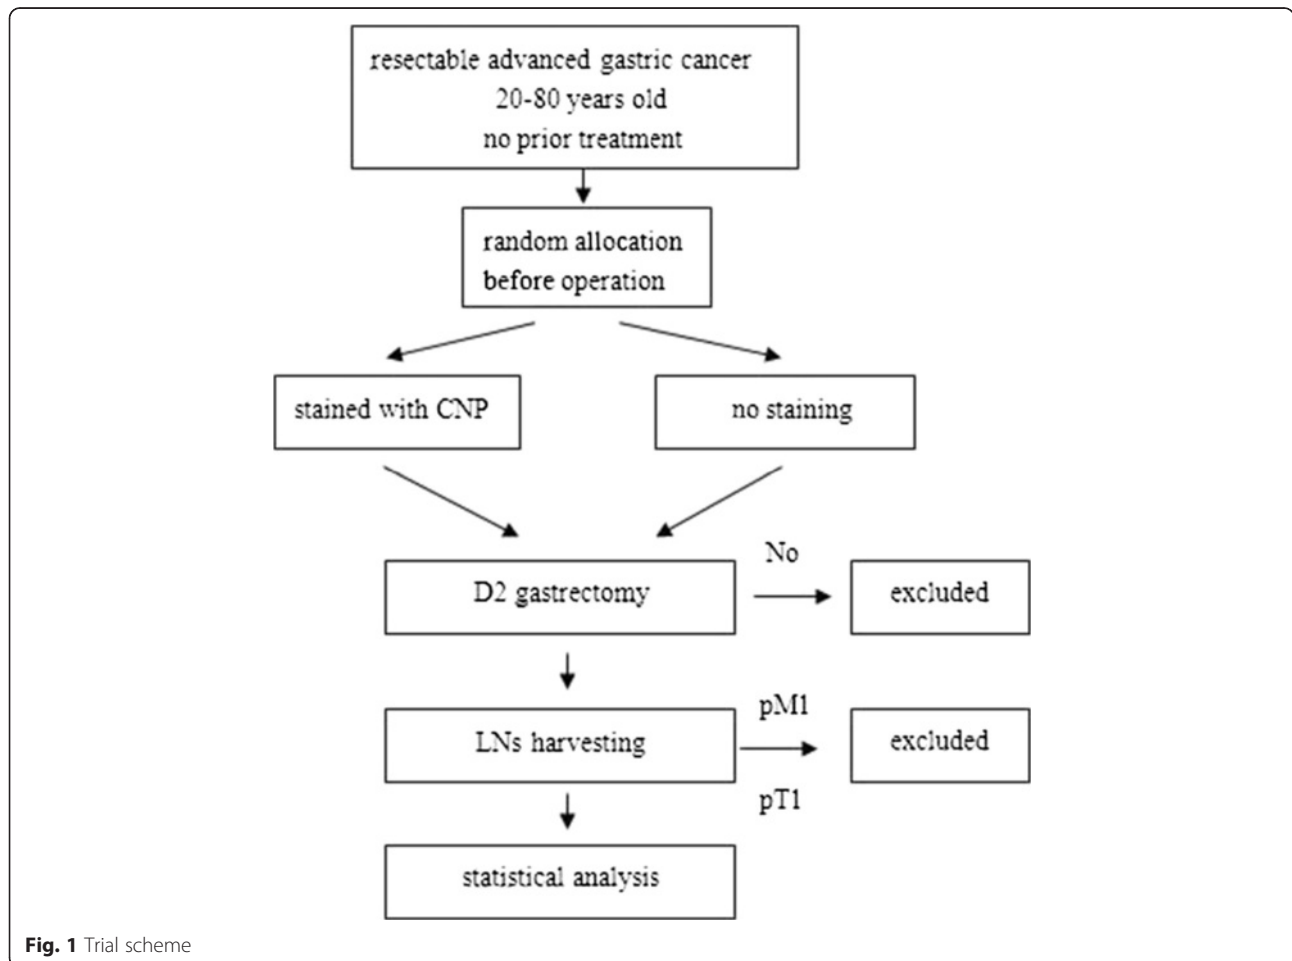 resectable advanced gastric cancer
20-80 years old
no prior treatment
random allocation
before operation
stained with CNP
no staining
No
D2 gastrectomy
excluded
pM1
LNs harvesting
excluded
pT1
statistical analysis
Fig. 1 Trial scheme